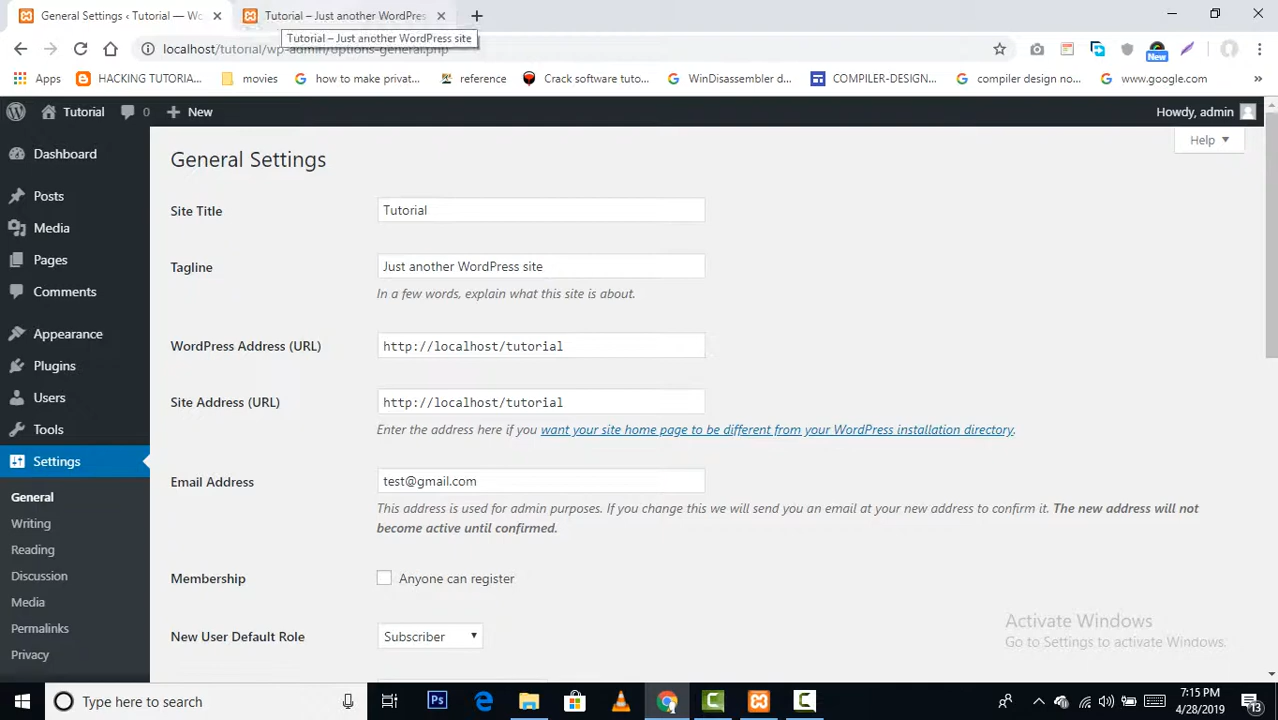 General Settings ‹ Tutorial — Wo
Tutorial – Just another WordPres
Tutorial – Just another WordPress site
localhost/tutorial/wp-admin/options-general.php
New
Apps
HACKING TUTORIA...
movies
how to make privat...
reference
Crack software tuto...
WinDisassembler d...
COMPILER-DESIGN...
compiler design no...
www.google.com
»
Tutorial
0
New
Howdy, admin
Help
Dashboard
Posts
Media
Pages
Comments
Appearance
Plugins
Users
Tools
Settings
General
Writing
Reading
Discussion
Media
Permalinks
Privacy
General Settings
Site Title
Tutorial
Tagline
Just another WordPress site
In a few words, explain what this site is about.
WordPress Address (URL)
http://localhost/tutorial
Site Address (URL)
http://localhost/tutorial
Enter the address here if you want your site home page to be different from your WordPress installation directory.
Email Address
test@gmail.com
This address is used for admin purposes. If you change this we will send you an email at your new address to confirm it. The new address will not
become active until confirmed.
Membership
Anyone can register
New User Default Role
Subscriber
Activate Windows
Go to Settings to activate Windows.
Type here to search
Ps
7:15 PM
4/28/2019
13